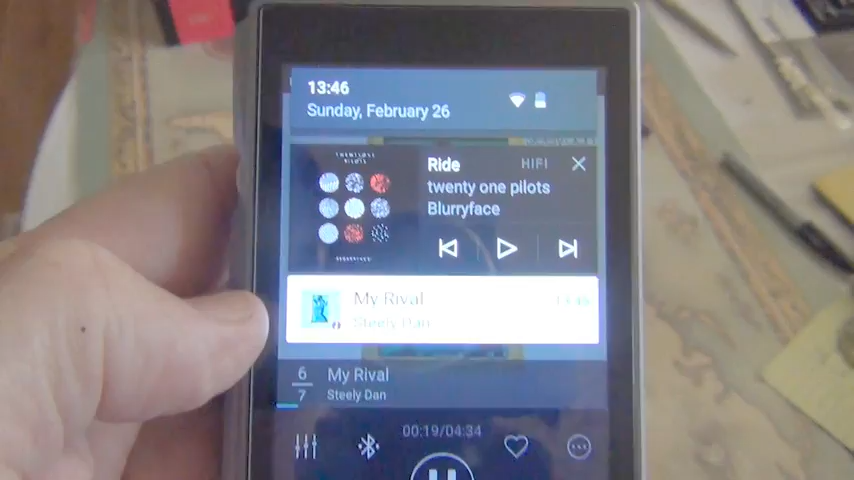 13:46
Sunday, February 26
Ride
HIFI
twenty one pilots
Blurryface
My Rival
Steely Dan
6
7
My Rival
Steely Dan
00:19/04:34